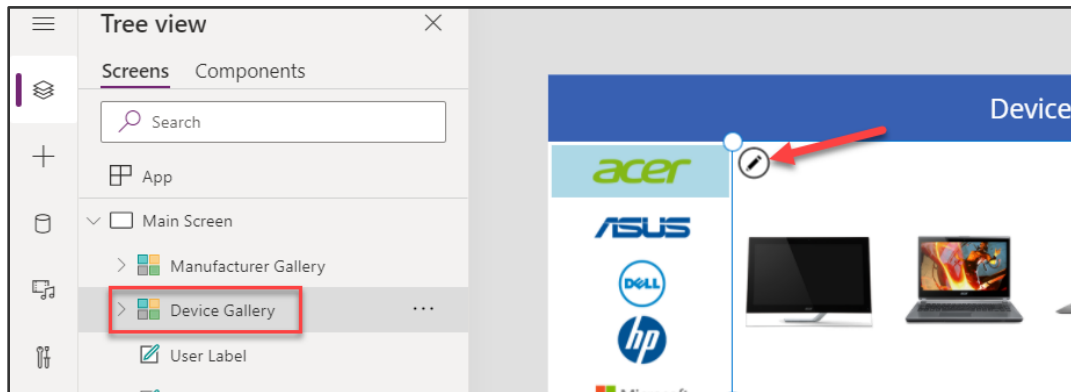 Tree view
Screens Components
Search
App
Main Screen
Manufacturer Gallery
Device Gallery
User Label
Device
acer
ASUS
DELL
hp
Microsoft